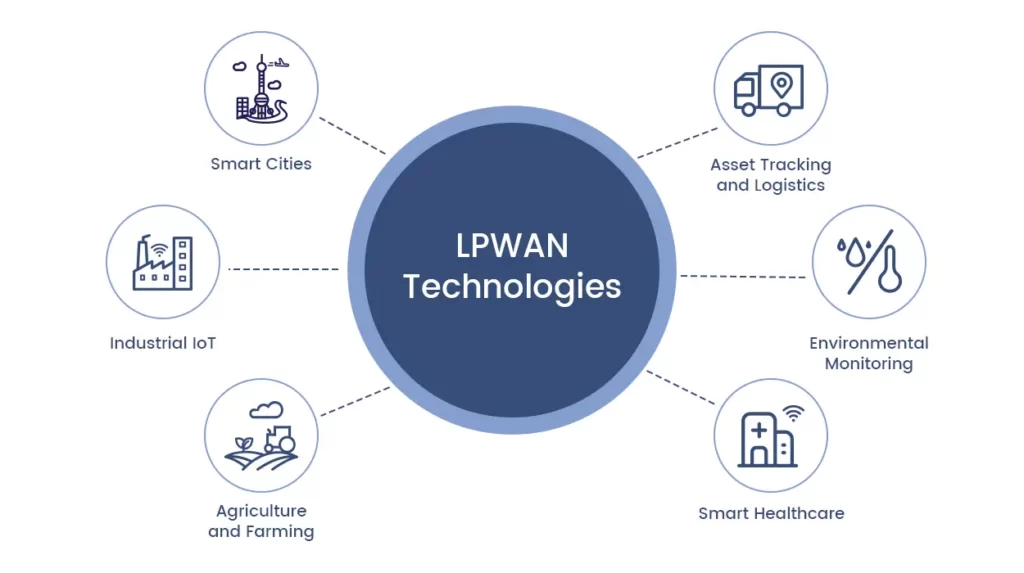 Smart Cities
Asset Tracking
and Logistics
LPWAN
Technologies
Industrial IoT
Environmental
Monitoring
Agriculture
and Farming
Smart Healthcare